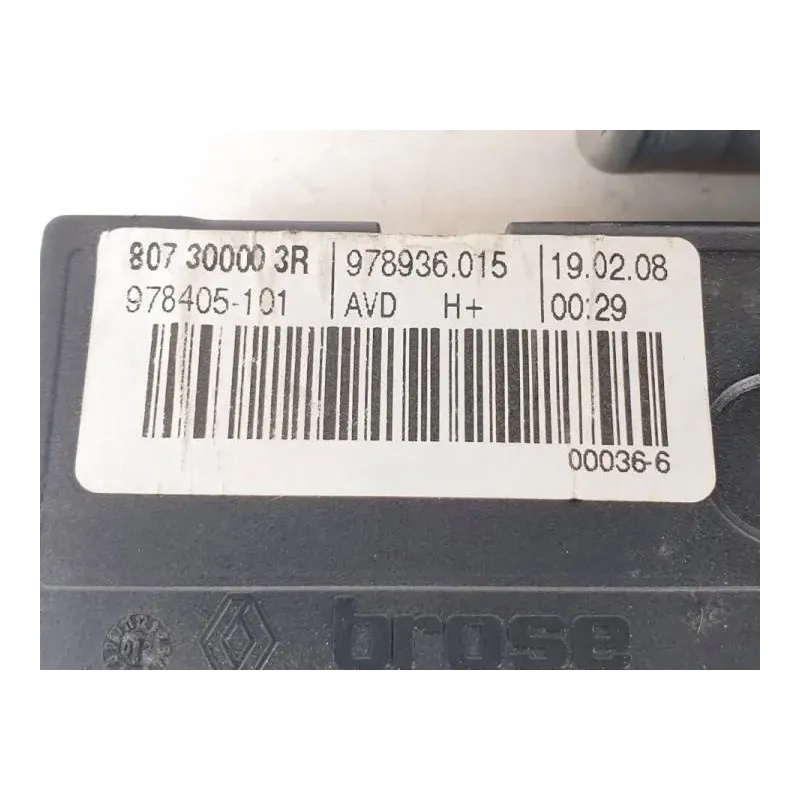 807 30000 3R 978936.015 19.02.08
978405-101 AVD H+ 00:29
00036-6
brose